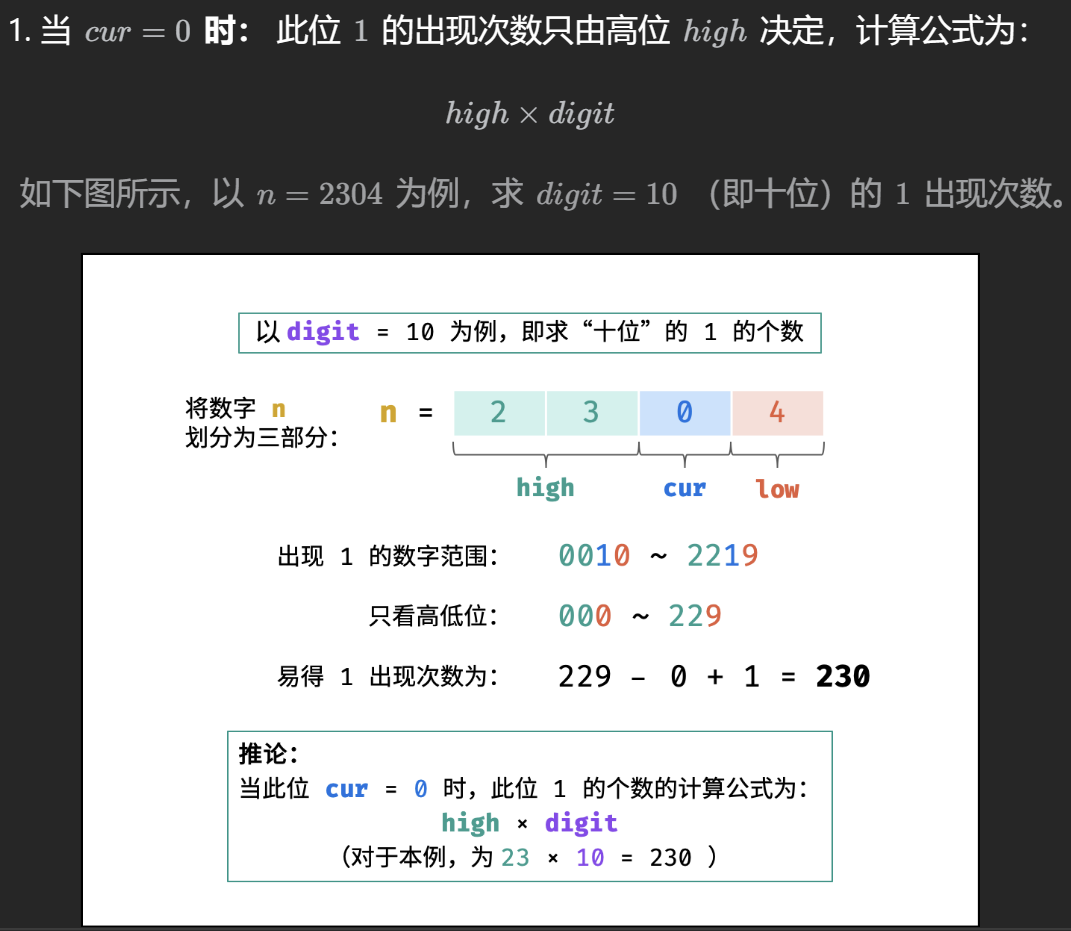 1. 当 cur = 0 时： 此位 1 的出现次数只由高位 high 决定，计算公式为：
high × digit
如下图所示，以 n = 2304 为例，求 digit = 10 （即十位）的 1 出现次数。
以 digit = 10 为例，即求“十位”的 1 的个数
将数字 n
划分为三部分：
n = 2 3 0 4
high cur low
出现 1 的数字范围： 0010 ~ 2219
只看高低位： 000 ~ 229
易得 1 出现次数为： 229 - 0 + 1 = 230
推论：
当此位 cur = 0 时，此位 1 的个数的计算公式为：
high × digit
（对于本例，为 23 × 10 = 230 ）